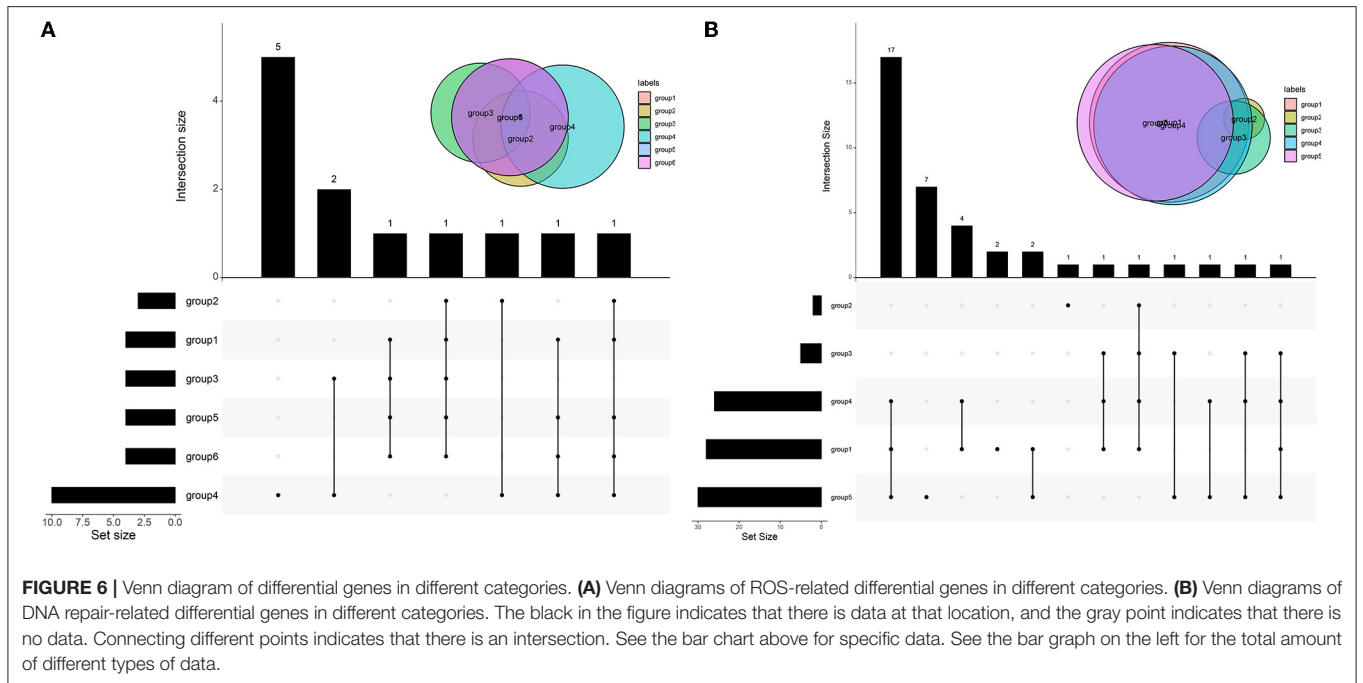 A
Intersection size
4
2
0
5
2
1
1
1
1
1
group3
group2
group4
labels
group1
group2
group3
group4
group5
group6
group2
group1
group3
group5
group6
group4
10.0 7.5 5.0 2.5 0.0
Set size
B
Intersection Size
15
10
5
0
17
7
4
2
2
1
1
1
1
1
1
1
group1
group4
group2
group3
labels
group1
group2
group3
group4
group5
group2
group3
group4
group1
group5
30 20 10 0
Set Size
FIGURE 6 | Venn diagram of differential genes in different categories. (A) Venn diagrams of ROS-related differential genes in different categories. (B) Venn diagrams of
DNA repair-related differential genes in different categories. The black in the figure indicates that there is data at that location, and the gray point indicates that there is
no data. Connecting different points indicates that there is an intersection. See the bar chart above for specific data. See the bar graph on the left for the total amount
of different types of data.